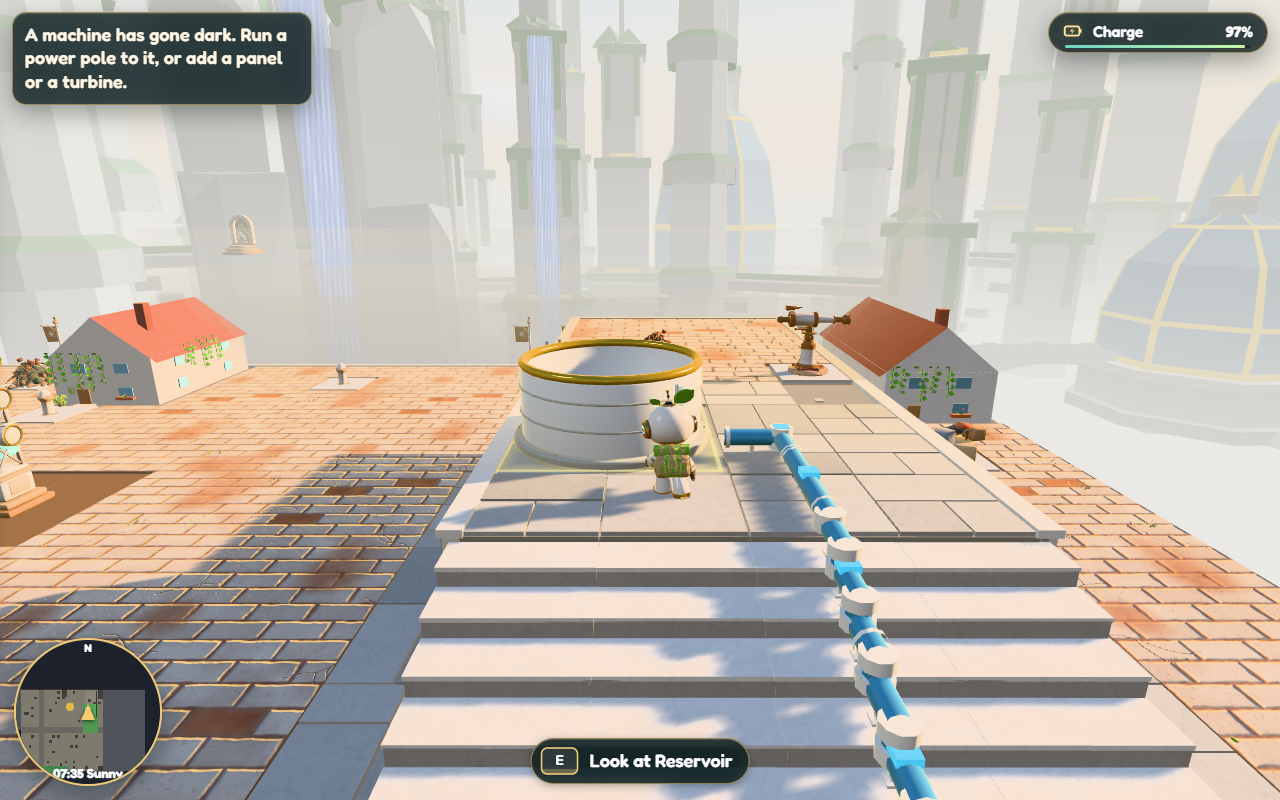 A machine has gone dark. Run a
power pole to it, or add a panel
or a turbine.
Charge 97%
N
07:35 Sunny
E Look at Reservoir